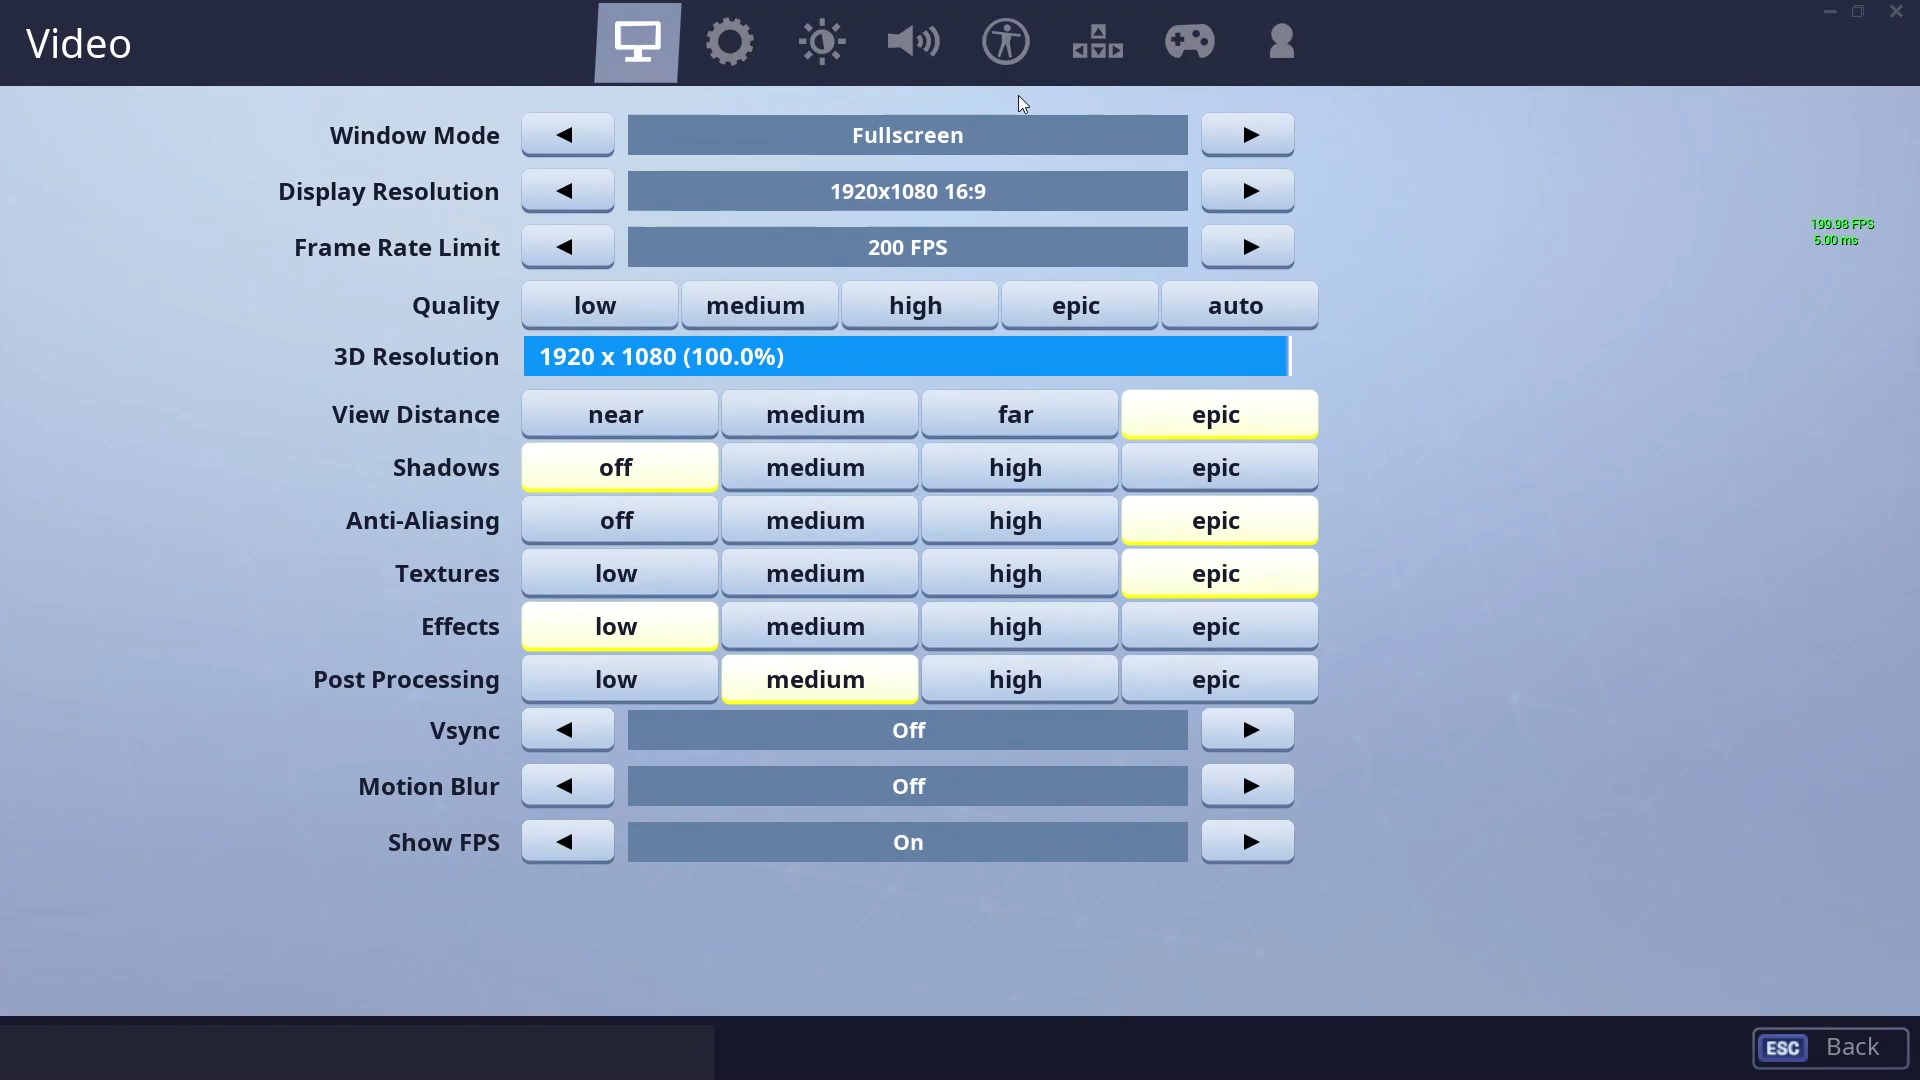 Video
Window Mode Fullscreen
Display Resolution 1920x1080 16:9
199.98 FPS
5.00 ms
Frame Rate Limit 200 FPS
Quality low medium high epic auto
3D Resolution 1920 x 1080 (100.0%)
View Distance near medium far epic
Shadows off medium high epic
Anti-Aliasing off medium high epic
Textures low medium high epic
Effects low medium high epic
Post Processing low medium high epic
Vsync Off
Motion Blur Off
Show FPS On
ESC Back